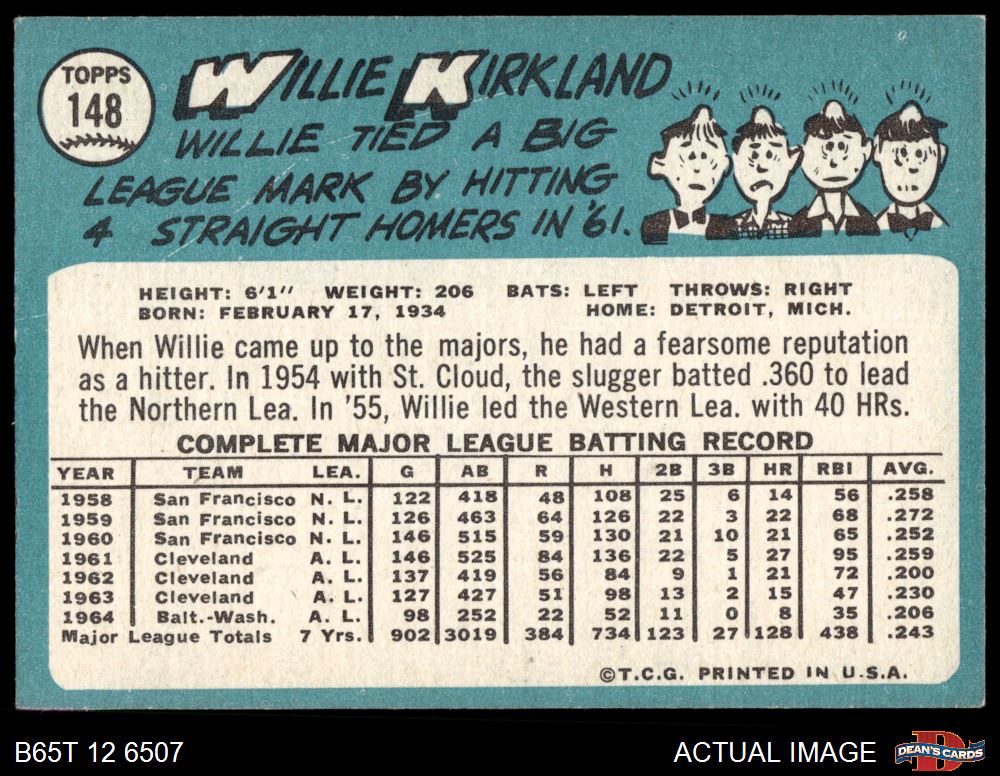 TOPPS
148
WILLIE KIRKLAND
WILLIE TIED A BIG
LEAGUE MARK BY HITTING
4 STRAIGHT HOMERS IN '61.
HEIGHT: 6'1" WEIGHT: 206 BATS: LEFT THROWS: RIGHT
BORN: FEBRUARY 17, 1934 HOME: DETROIT, MICH.
When Willie came up to the majors, he had a fearsome reputation
as a hitter. In 1954 with St. Cloud, the slugger batted .360 to lead
the Northern Lea. In '55, Willie led the Western Lea. with 40 HRs.
COMPLETE MAJOR LEAGUE BATTING RECORD
YEAR TEAM LEA. G AB R H 2B 3B HR RBI AVG.
1958 San Francisco N. L. 122 418 48 108 25 6 14 56 .258
1959 San Francisco N. L. 126 463 64 126 22 3 22 68 .272
1960 San Francisco N. L. 146 515 59 130 21 10 21 65 .252
1961 Cleveland A. L. 146 525 84 136 22 5 27 95 .259
1962 Cleveland A. L. 137 419 56 84 9 1 21 72 .200
1963 Cleveland A. L. 127 427 51 98 13 2 15 47 .230
1964 Balt.-Wash. A. L. 98 252 22 52 11 0 8 35 .206
Major League Totals 7 Yrs. 902 3019 384 734 123 27 128 438 .243
©T.C.G. PRINTED IN U.S.A.
B65T 12 6507 ACTUAL IMAGE DEAN'S CARDS